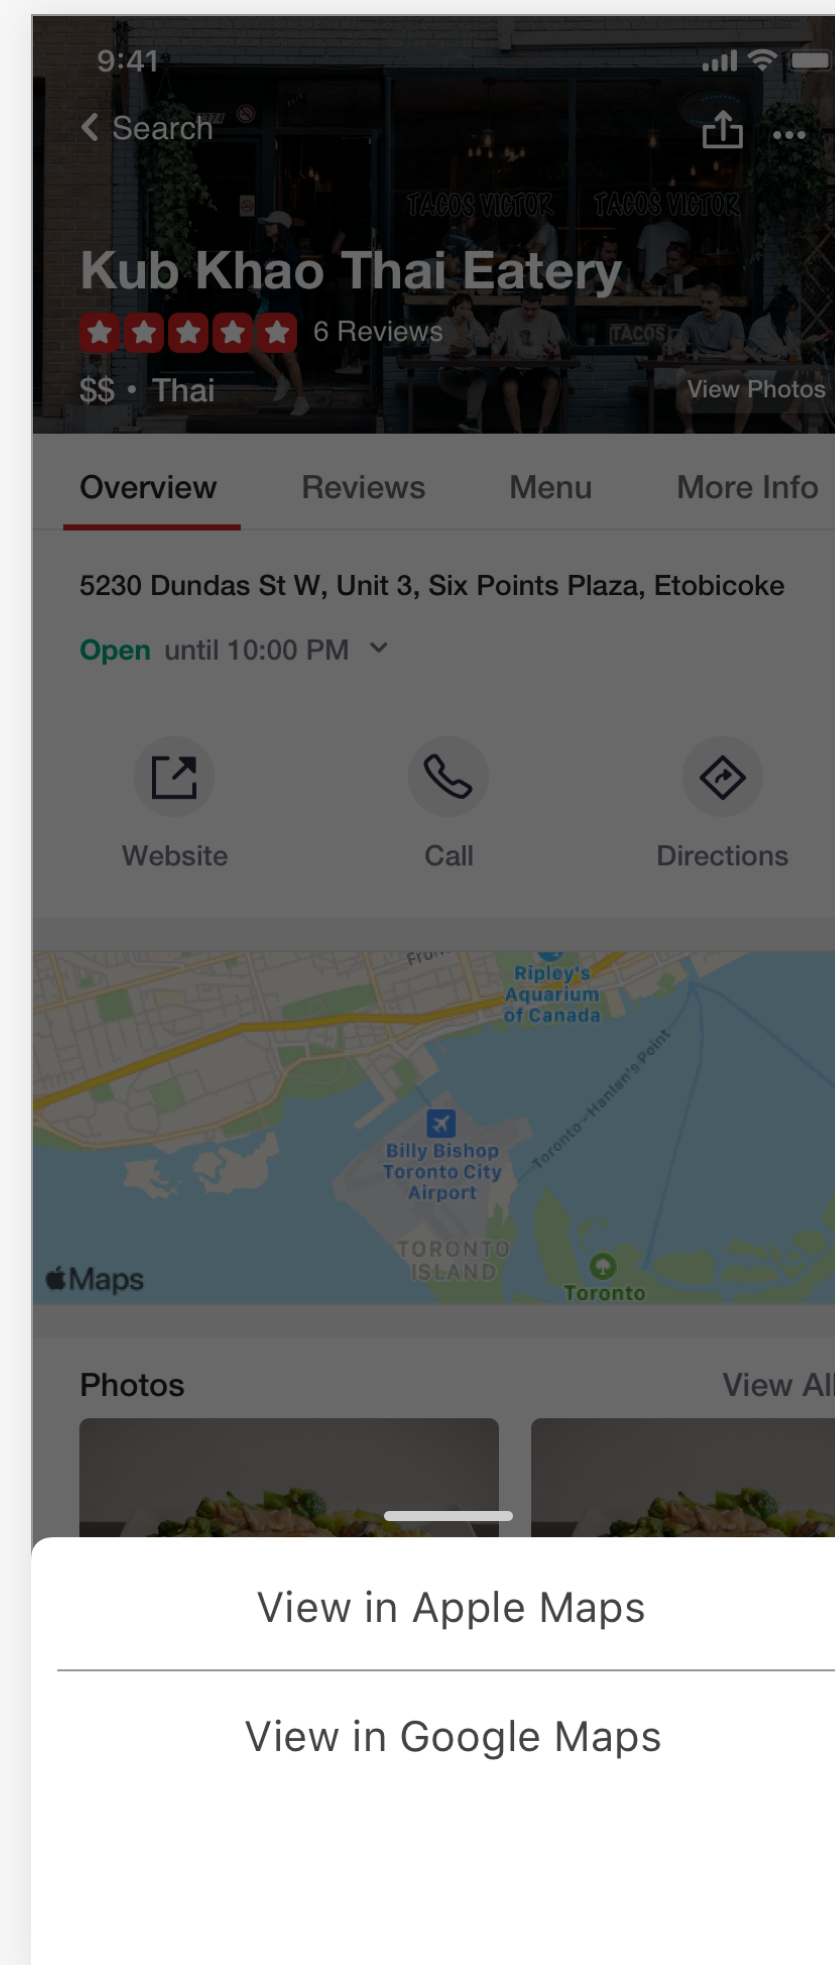 9:41
Search
TACOS VICTOR TACOS VICTOR
Kub Khao Thai Eatery
6 Reviews
TACOS
$$ • Thai
View Photos
Overview Reviews Menu More Info
5230 Dundas St W, Unit 3, Six Points Plaza, Etobicoke
Open until 10:00 PM
Website Call Directions
Ripley's
Aquarium
of Canada
Toronto - Hanlan's Point
Billy Bishop
Toronto City
Airport
TORONTO
ISLAND
Maps
Toronto
Photos View All
View in Apple Maps
View in Google Maps